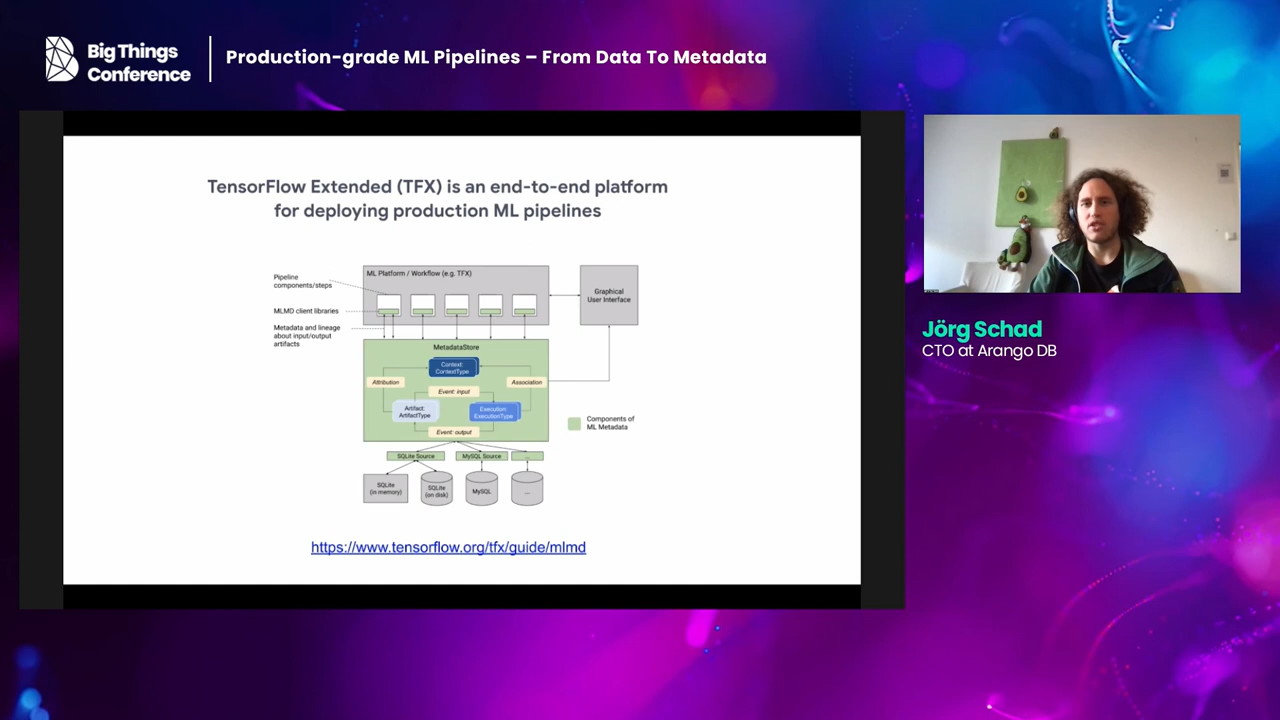 Big Things
Conference
Production-grade ML Pipelines – From Data To Metadata
TensorFlow Extended (TFX) is an end-to-end platform
for deploying production ML pipelines
Pipeline
components/steps
ML Platform / Workflow (e.g. TFX)
Graphical
User Interface
MLMD client libraries
Metadata and lineage
about input/output
artifacts
MetadataStore
Context:
ContextType
Attribution
Association
Event: input
Artifact:
ArtifactType
Execution:
ExecutionType
Event: output
Components of
ML Metadata
SQLite Source
MySQL Source
...
SQLite
(in memory)
SQLite
(on disk)
MySQL
...
https://www.tensorflow.org/tfx/guide/mlmd
Jörg Schad
CTO at Arango DB